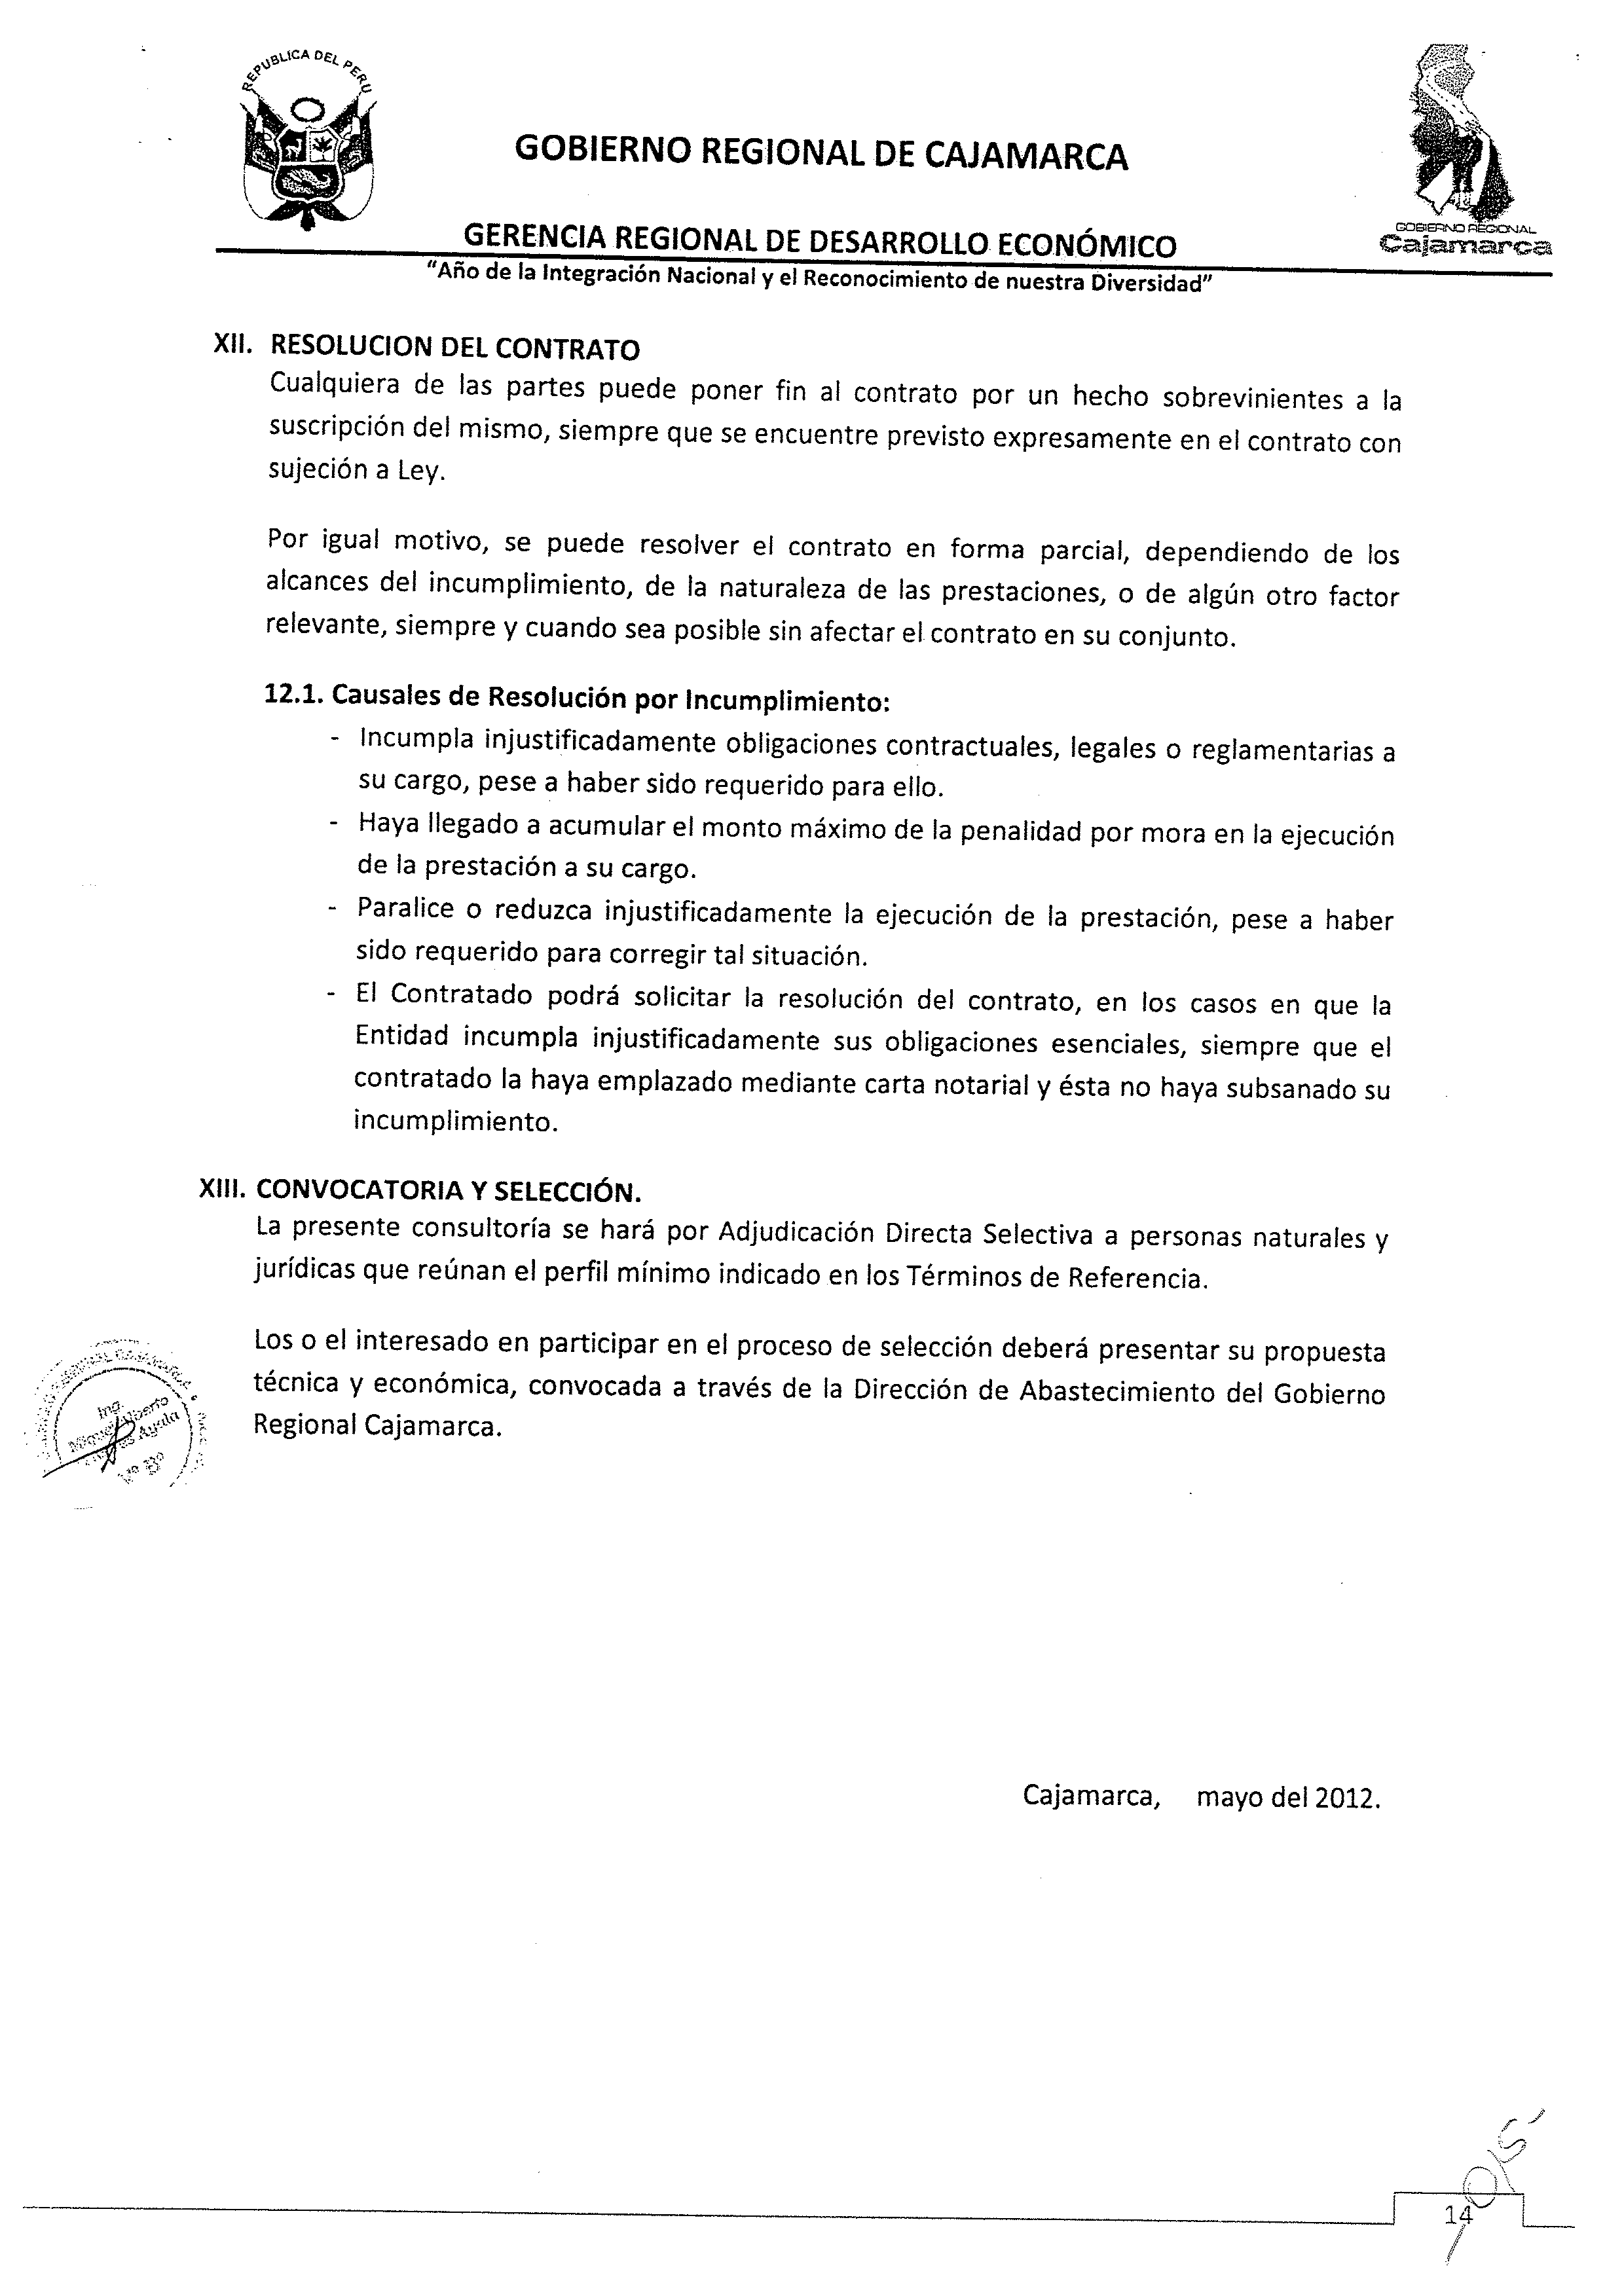 REPUBLICA DEL PERU
GOBIERNO REGIONAL DE CAJAMARCA
GOBIERNO REGIONAL
Cajamarca
GERENCIA REGIONAL DE DESARROLLO ECONÓMICO
"Año de la Integración Nacional y el Reconocimiento de nuestra Diversidad"
XII. RESOLUCION DEL CONTRATO
Cualquiera de las partes puede poner fin al contrato por un hecho sobrevinientes a la
suscripción del mismo, siempre que se encuentre previsto expresamente en el contrato con
sujeción a Ley.
Por igual motivo, se puede resolver el contrato en forma parcial, dependiendo de los
alcances del incumplimiento, de la naturaleza de las prestaciones, o de algún otro factor
relevante, siempre y cuando sea posible sin afectar el contrato en su conjunto.
12.1. Causales de Resolución por Incumplimiento:
- Incumpla injustificadamente obligaciones contractuales, legales o reglamentarias a
su cargo, pese a haber sido requerido para ello.
- Haya llegado a acumular el monto máximo de la penalidad por mora en la ejecución
de la prestación a su cargo.
- Paralice o reduzca injustificadamente la ejecución de la prestación, pese a haber
sido requerido para corregir tal situación.
- El Contratado podrá solicitar la resolución del contrato, en los casos en que la
Entidad incumpla injustificadamente sus obligaciones esenciales, siempre que el
contratado la haya emplazado mediante carta notarial y ésta no haya subsanado su
incumplimiento.
XIII. CONVOCATORIA Y SELECCIÓN.
La presente consultoría se hará por Adjudicación Directa Selectiva a personas naturales y
jurídicas que reúnan el perfil mínimo indicado en los Términos de Referencia.
Los o el interesado en participar en el proceso de selección deberá presentar su propuesta
técnica y económica, convocada a través de la Dirección de Abastecimiento del Gobierno
Regional Cajamarca.
Ing.
Miguel Alberto
Ayala
Vº Bº
Cajamarca, mayo del 2012.
14